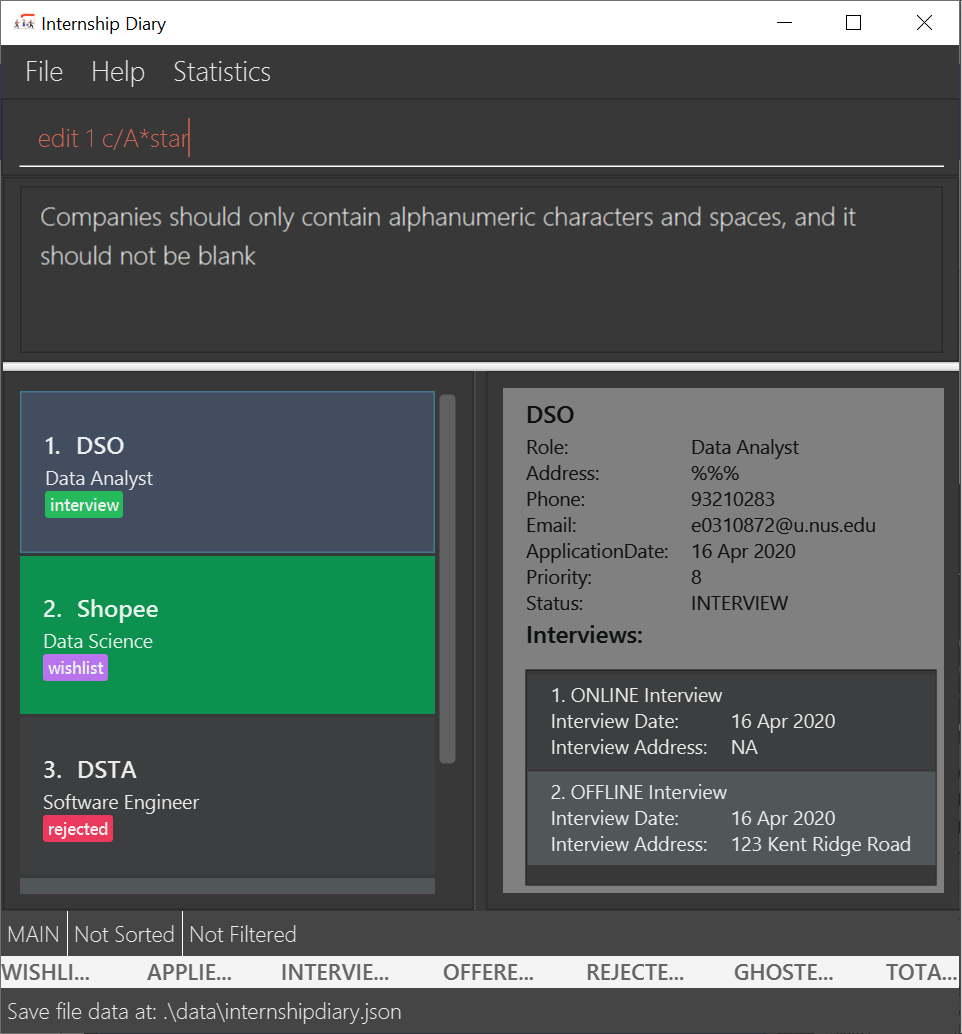 Internship Diary
File Help Statistics
edit 1 c/A*star
Companies should only contain alphanumeric characters and spaces, and it
should not be blank
1. DSO
Data Analyst
interview
2. Shopee
Data Science
wishlist
3. DSTA
Software Engineer
rejected
DSO
Role: Data Analyst
Address: %%%
Phone: 93210283
Email: e0310872@u.nus.edu
ApplicationDate: 16 Apr 2020
Priority: 8
Status: INTERVIEW
Interviews:
1. ONLINE Interview
Interview Date: 16 Apr 2020
Interview Address: NA
2. OFFLINE Interview
Interview Date: 16 Apr 2020
Interview Address: 123 Kent Ridge Road
MAIN Not Sorted Not Filtered
WISHLI... APPLIE... INTERVIE... OFFERE... REJECTE... GHOSTE... TOTA...
Save file data at: .\data\internshipdiary.json